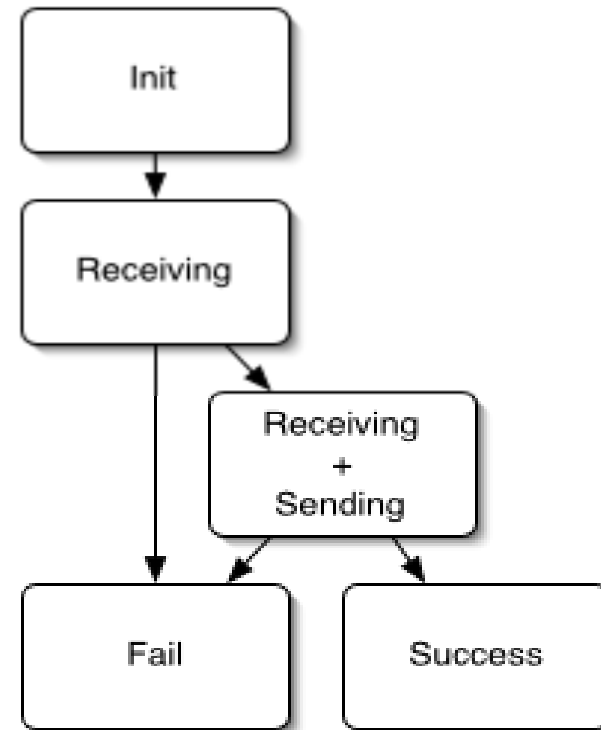 Init
Receiving
Receiving
+
Sending
Fail
Success